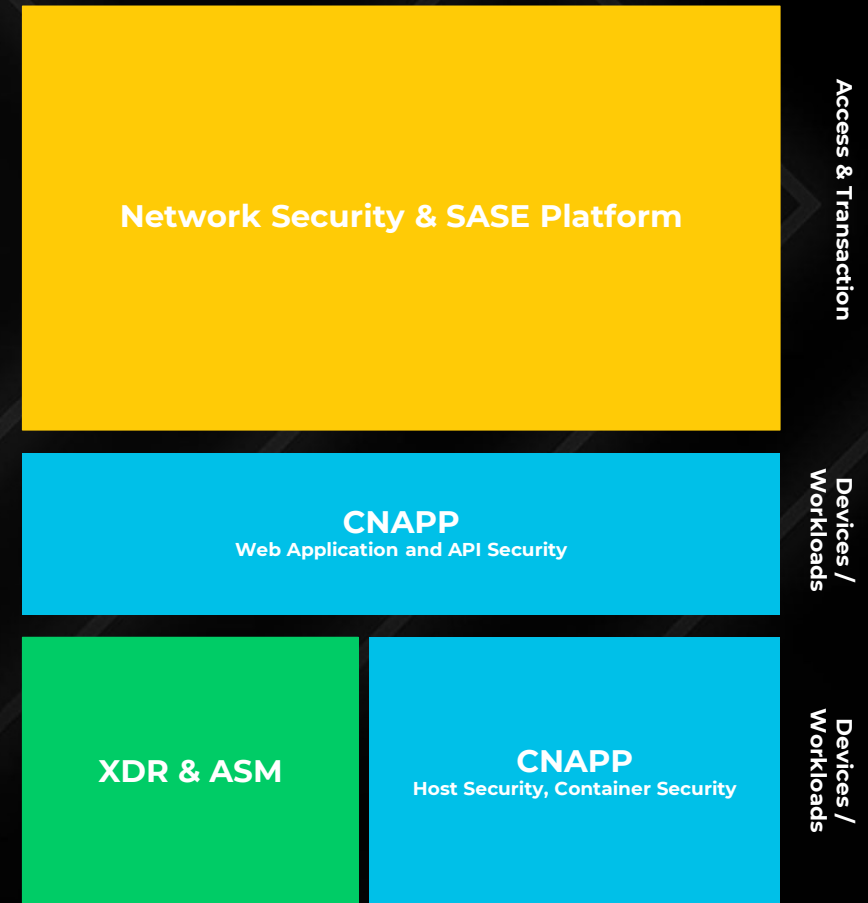 Network Security & SASE Platform
Access & Transaction
CNAPP
Web Application and API Security
Devices /
Workloads
XDR & ASM
CNAPP
Host Security, Container Security
Devices /
Workloads